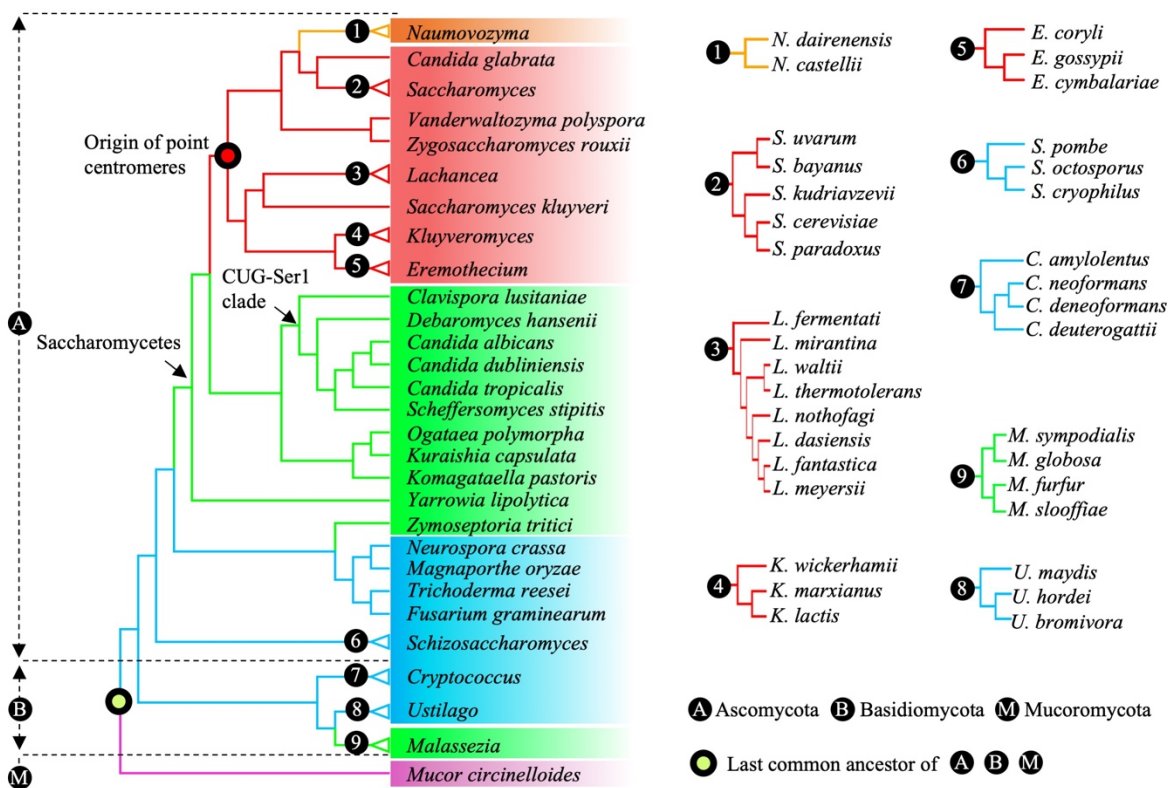 1
Naumovozyma
Candida glabrata
2
Saccharomyces
Vanderwaltozyma polyspora
Origin of point
centromeres
Zygosaccharomyces rouxii
3
Lachancea
Saccharomyces kluyveri
4
Kluyveromyces
5
Eremothecium
CUG-Ser1
clade
Clavispora lusitaniae
Debaromyces hansenii
A
Saccharomycetes
Candida albicans
Candida dubliniensis
Candida tropicalis
Scheffersomyces stipitis
Ogataea polymorpha
Kuraishia capsulata
Komagataella pastoris
Yarrowia lipolytica
Zymoseptoria tritici
Neurospora crassa
Magnaporthe oryzae
Trichoderma reesei
Fusarium graminearum
6
Schizosaccharomyces
7
Cryptococcus
B
8
Ustilago
9
Malassezia
M
Mucor circinelloides
1
N. dairenensis
N. castellii
2
S. uvarum
S. bayanus
S. kudriavzevii
S. cerevisiae
S. paradoxus
3
L. fermentati
L. mirantina
L. waltii
L. thermotolerans
L. nothofagi
L. dasiensis
L. fantastica
L. meyersii
4
K. wickerhamii
K. marxianus
K. lactis
5
E. coryli
E. gossypii
E. cymbalariae
6
S. pombe
S. octosporus
S. cryophilus
7
C. amylolentus
C. neoformans
C. deneoformans
C. deuterogattii
9
M. sympodialis
M. globosa
M. furfur
M. slooffiae
8
U. maydis
U. hordei
U. bromivora
A Ascomycota B Basidiomycota M Mucoromycota
Last common ancestor of A B M